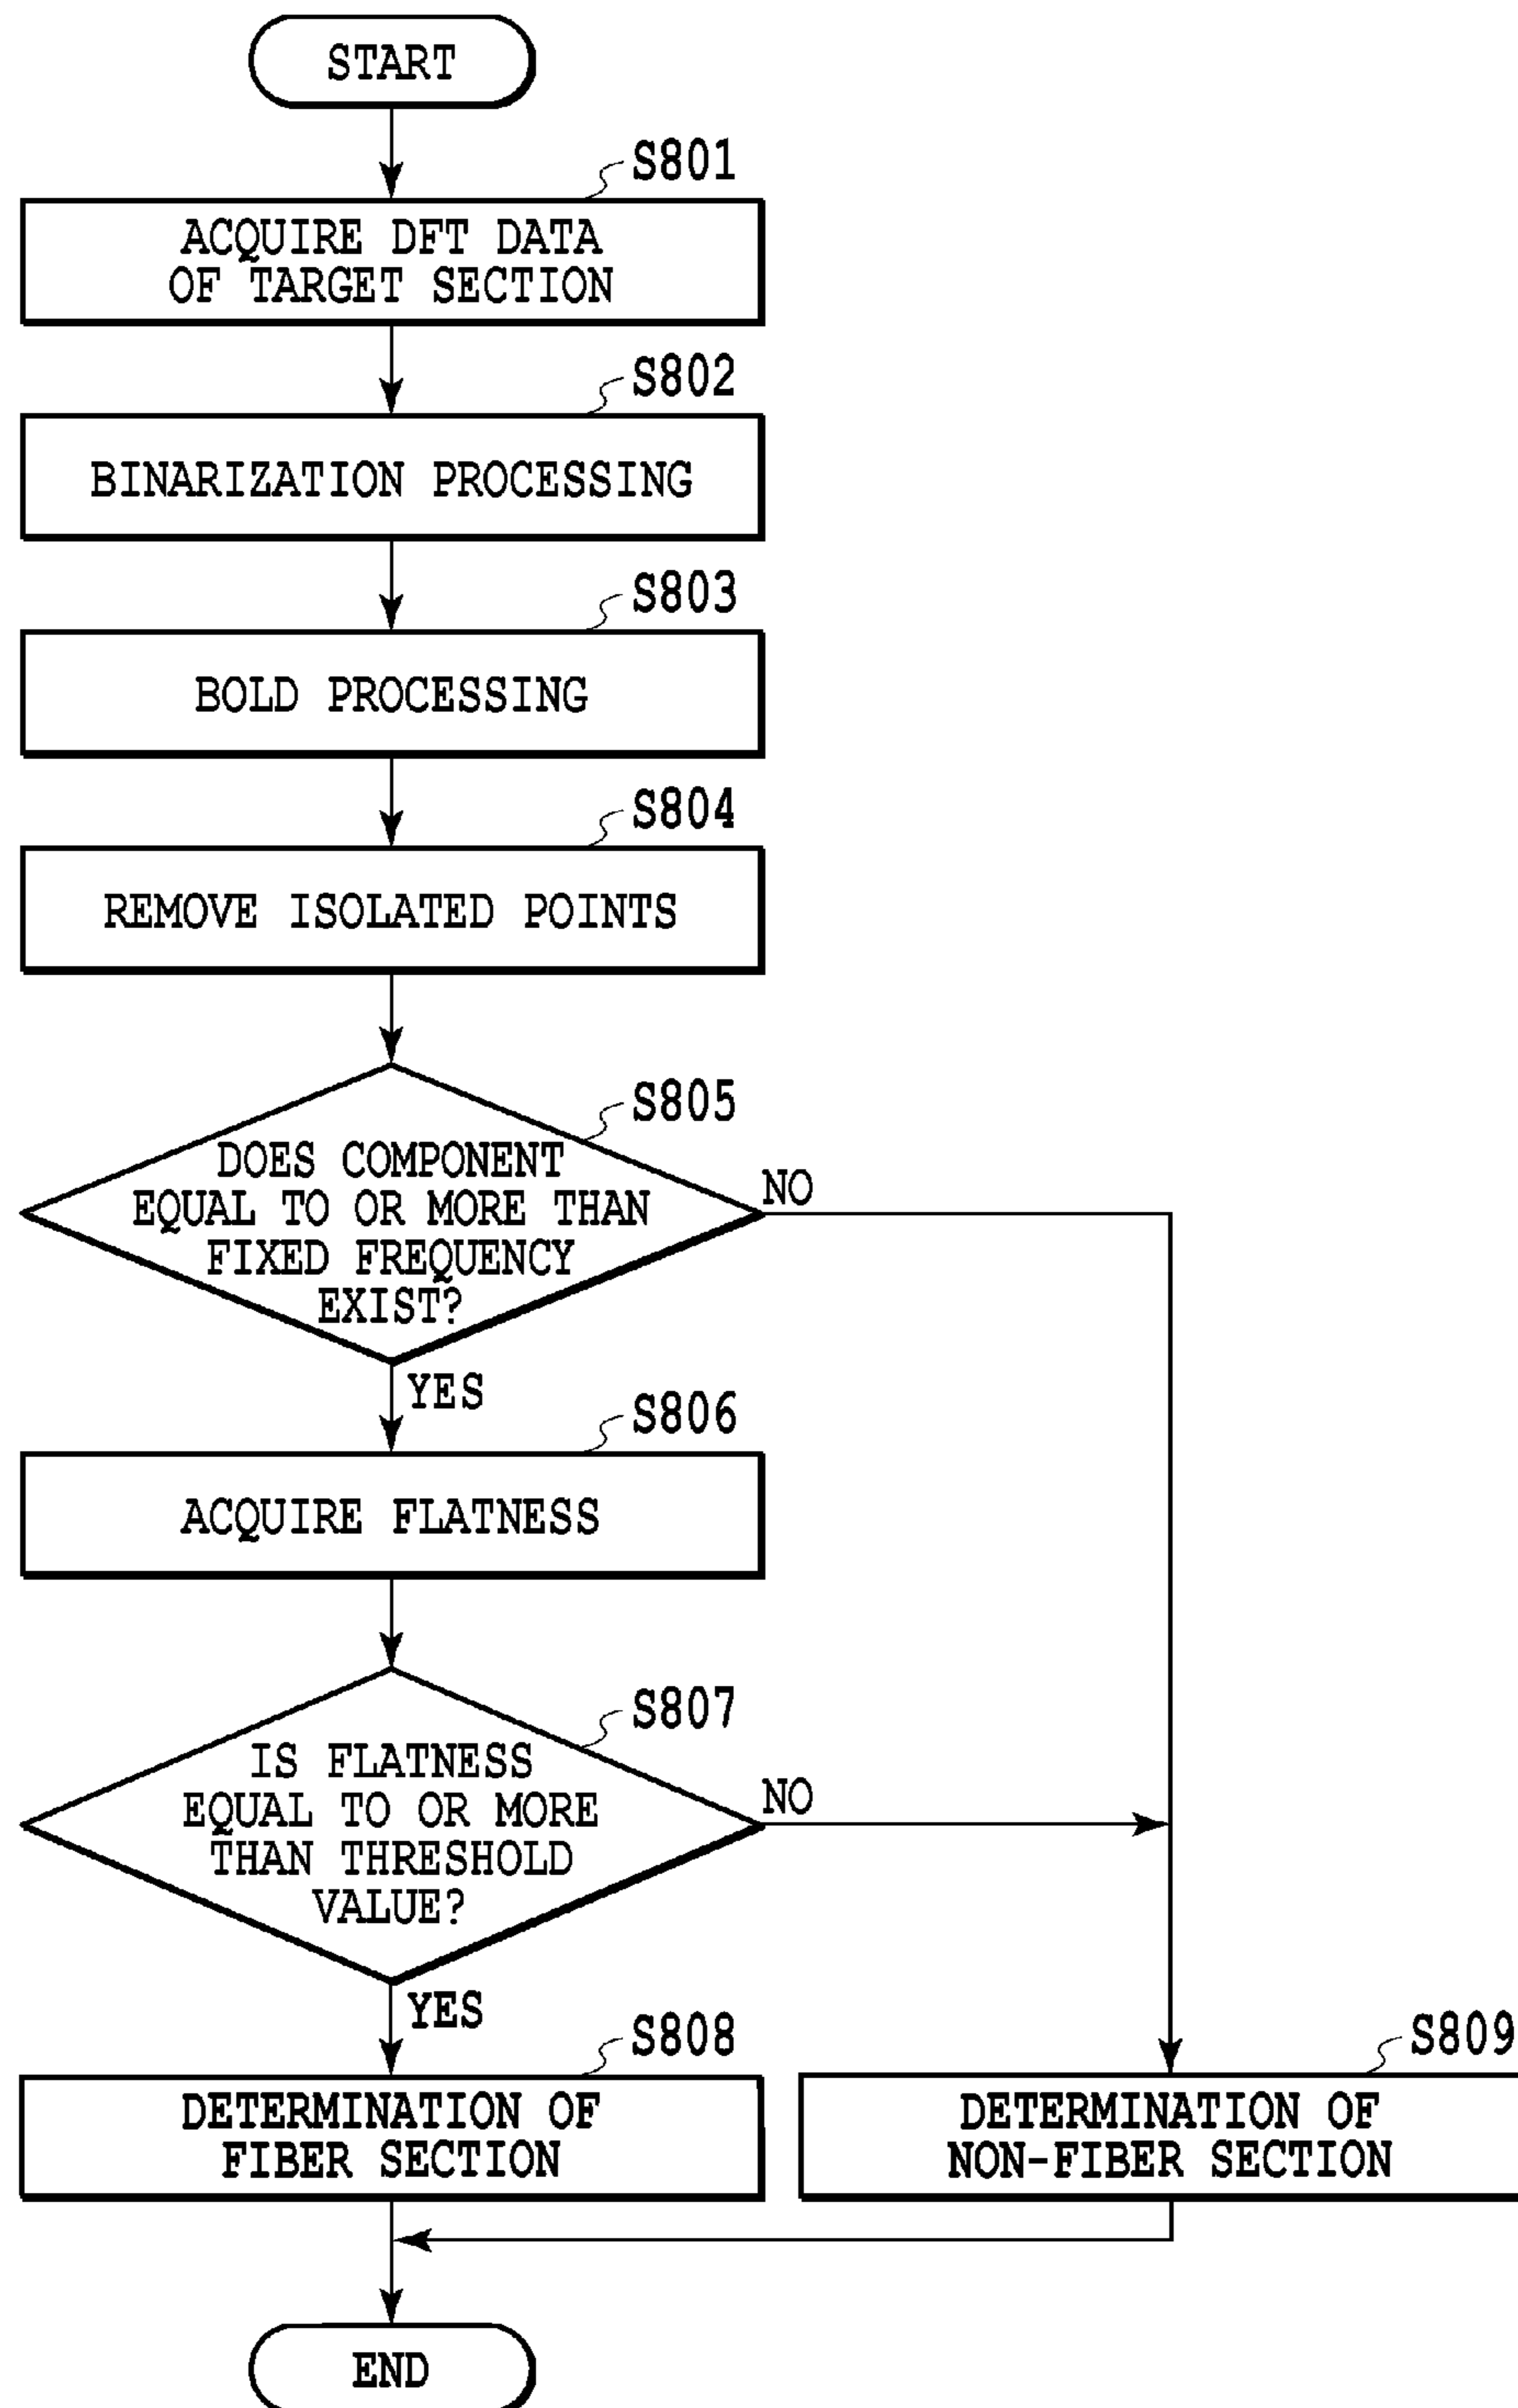 START
S801
ACQUIRE DFT DATA
OF TARGET SECTION
S802
BINARIZATION PROCESSING
S803
BOLD PROCESSING
S804
REMOVE ISOLATED POINTS
S805
DOES COMPONENT
EQUAL TO OR MORE THAN
FIXED FREQUENCY
EXIST?
NO
YES
S806
ACQUIRE FLATNESS
S807
IS FLATNESS
EQUAL TO OR MORE
THAN THRESHOLD
VALUE?
NO
YES
S808
DETERMINATION OF
FIBER SECTION
S809
DETERMINATION OF
NON-FIBER SECTION
END